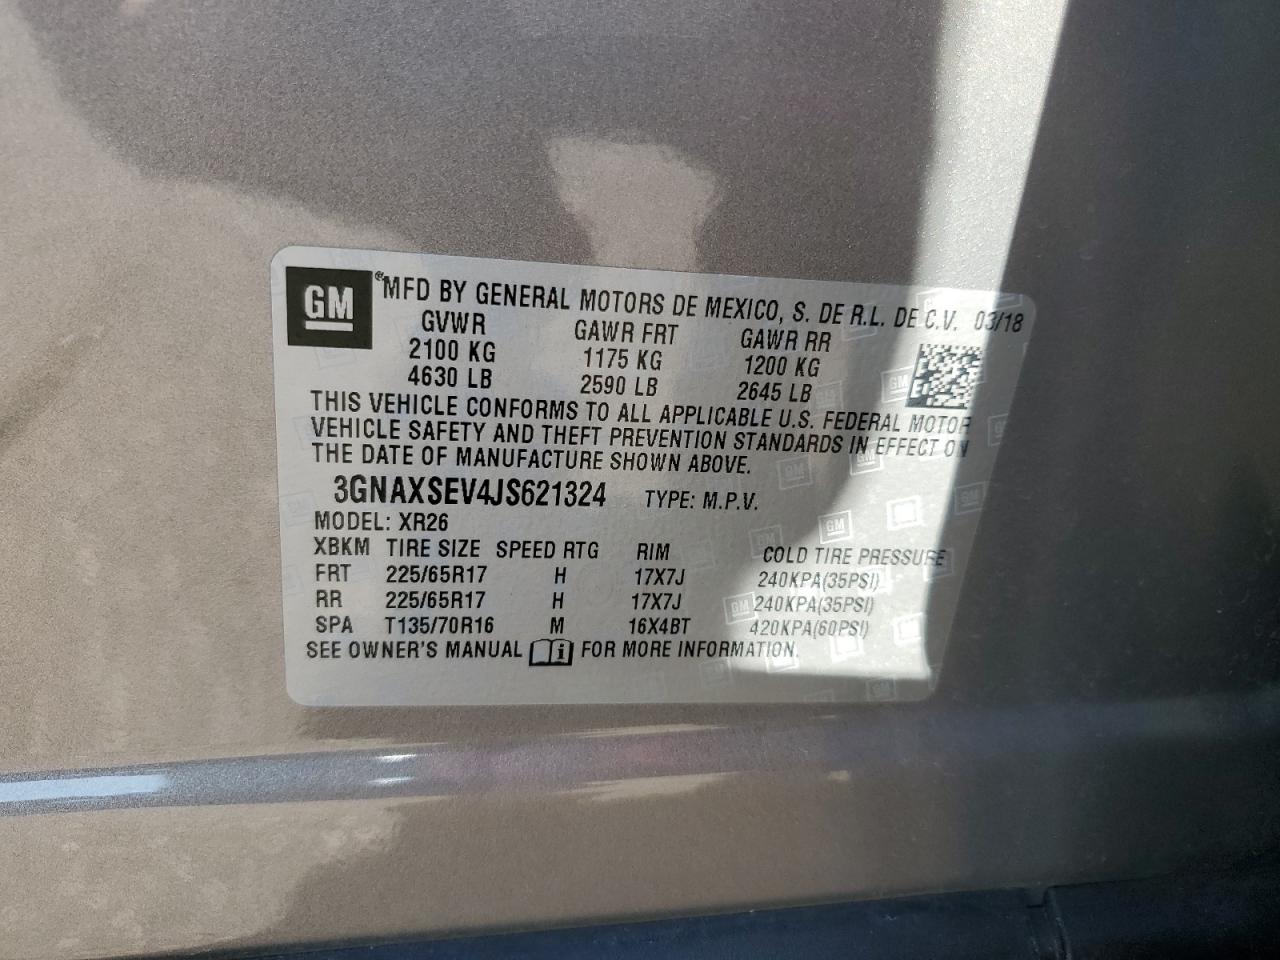 GM ® MFD BY GENERAL MOTORS DE MEXICO, S. DE R.L. DE C.V. 03/18
GVWR GAWR FRT GAWR RR
2100 KG 1175 KG 1200 KG
4630 LB 2590 LB 2645 LB
THIS VEHICLE CONFORMS TO ALL APPLICABLE U.S. FEDERAL MOTOR
VEHICLE SAFETY AND THEFT PREVENTION STANDARDS IN EFFECT ON
THE DATE OF MANUFACTURE SHOWN ABOVE.
3GNAXSEV4JS621324 TYPE: M.P.V.
MODEL: XR26
XBKM TIRE SIZE SPEED RTG RIM COLD TIRE PRESSURE
FRT 225/65R17 H 17X7J 240KPA(35PSI)
RR 225/65R17 H 17X7J 240KPA(35PSI)
SPA T135/70R16 M 16X4BT 420KPA(60PSI)
SEE OWNER'S MANUAL i FOR MORE INFORMATION.